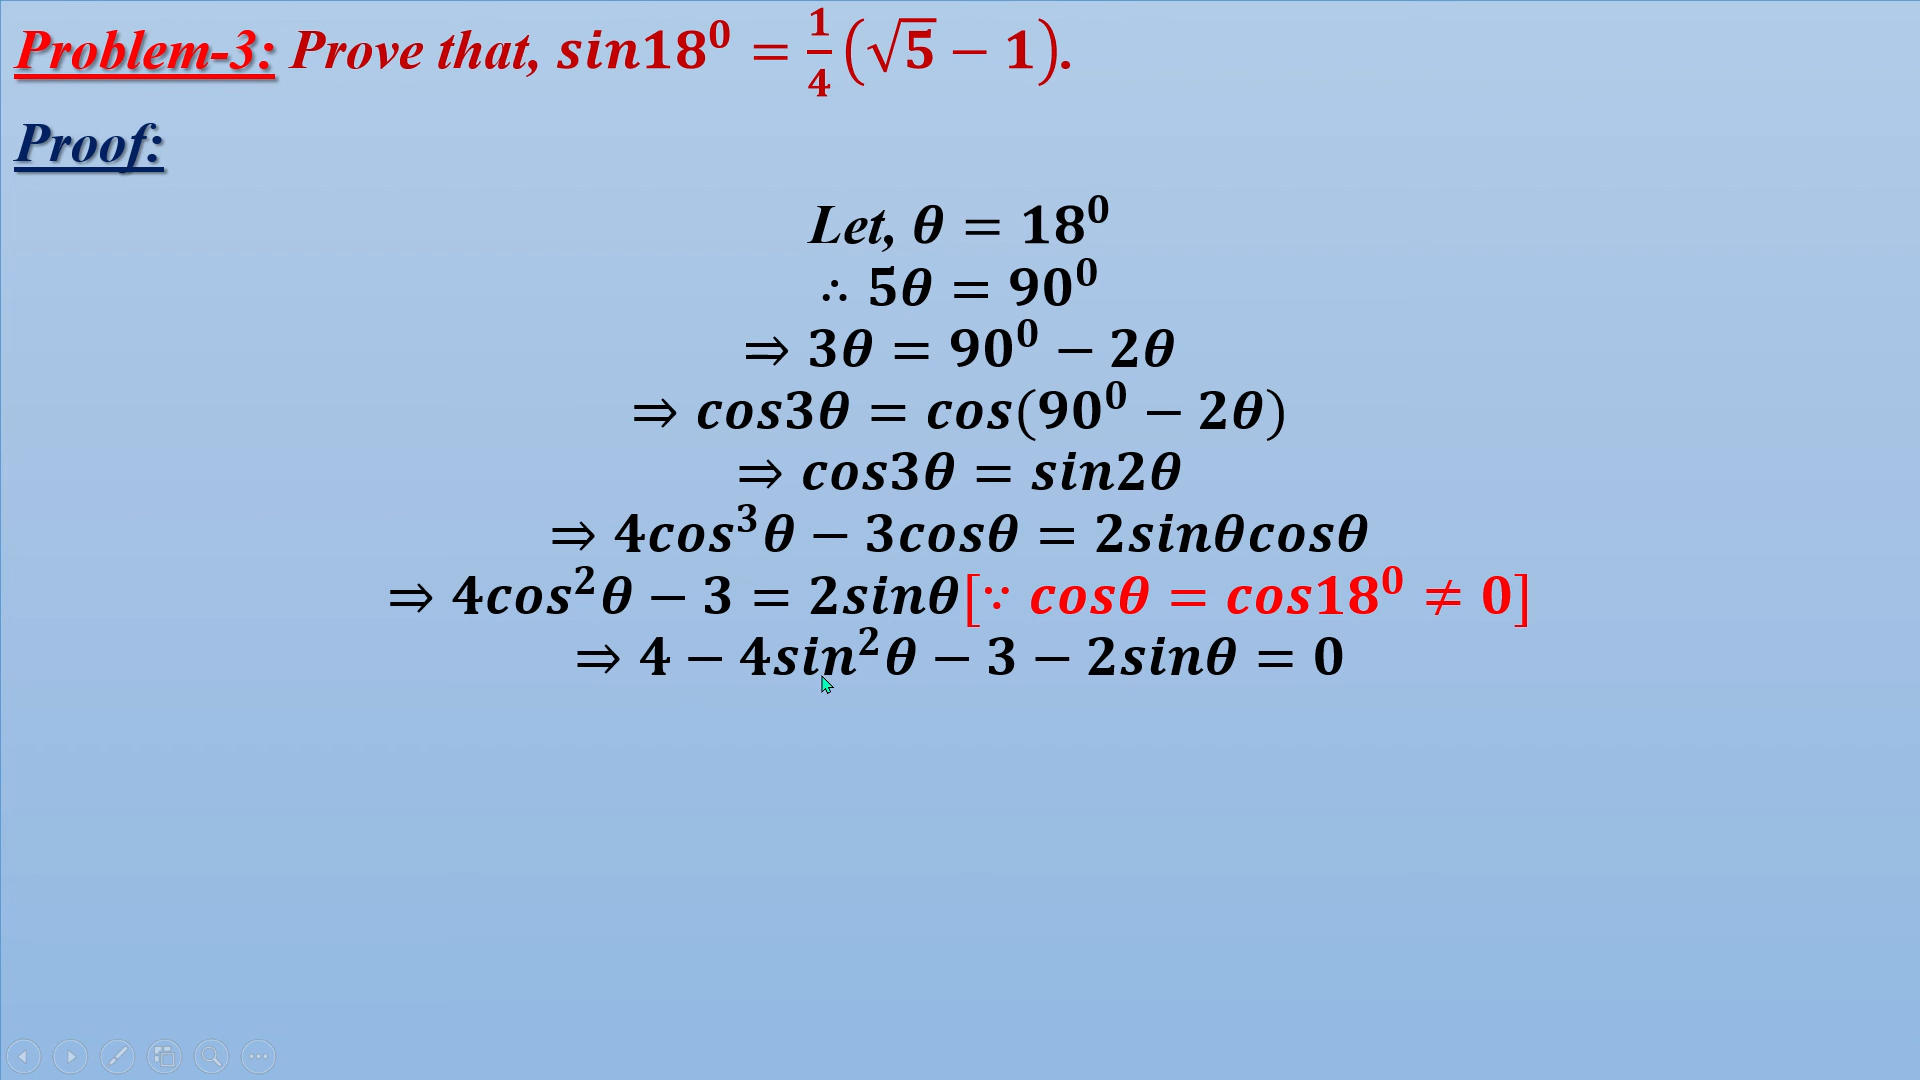 Problem-3: Prove that, sin18⁰ = 1/4 (√5 − 1).
Proof:
Let, θ = 18⁰
∴ 5θ = 90⁰
⇒ 3θ = 90⁰ − 2θ
⇒ cos3θ = cos(90⁰ − 2θ)
⇒ cos3θ = sin2θ
⇒ 4cos³θ − 3cosθ = 2sinθcosθ
⇒ 4cos²θ − 3 = 2sinθ[∵ cosθ = cos18⁰ ≠ 0]
⇒ 4 − 4sin²θ − 3 − 2sinθ = 0